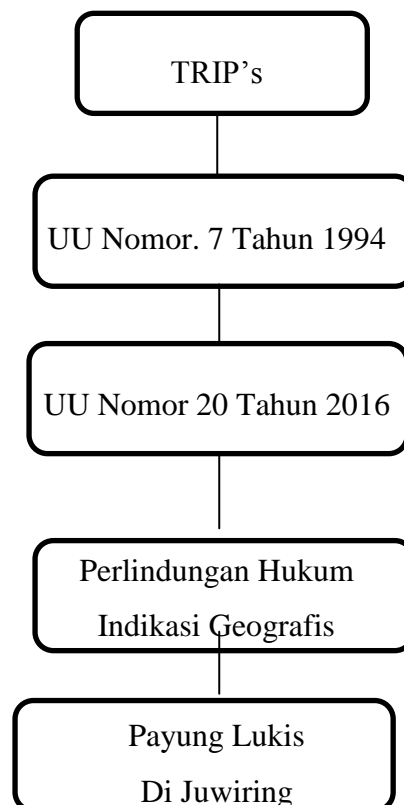 TRIP’s
UU Nomor. 7 Tahun 1994
UU Nomor 20 Tahun 2016
Perlindungan Hukum
Indikasi Geografis
Payung Lukis
Di Juwiring